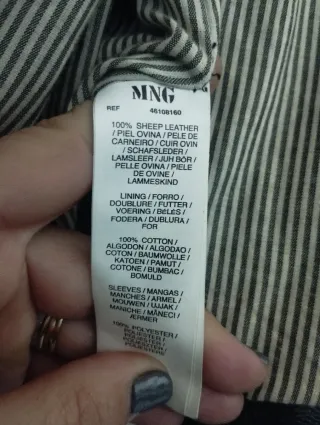 MNG
REF 46108160
100% SHEEP LEATHER
/ PIEL OVINA / PELE DE
CARNEIRO / CUIR OVIN
/ SCHAFSLEDER /
LAMSLEER / JUH BŐR /
PELLE OVINA / PIELE
DE OVINE /
LAMMESKIND
LINING / FORRO /
DOUBLURE / FUTTER /
VOERING / BÉLÉS /
FODERA / DUBLURA /
FOR
100% COTTON /
ALGODON / ALGODAO /
COTON / BAUMWOLLE /
KATOEN / PAMUT /
COTONE / BUMBAC /
BOMULD
SLEEVES / MANGAS /
MANCHES / ÄRMEL /
MOUWEN / UJJAK /
MANICHE / MÂNECI /
ÆRMER
100% POLYESTER /
POLIESTER /